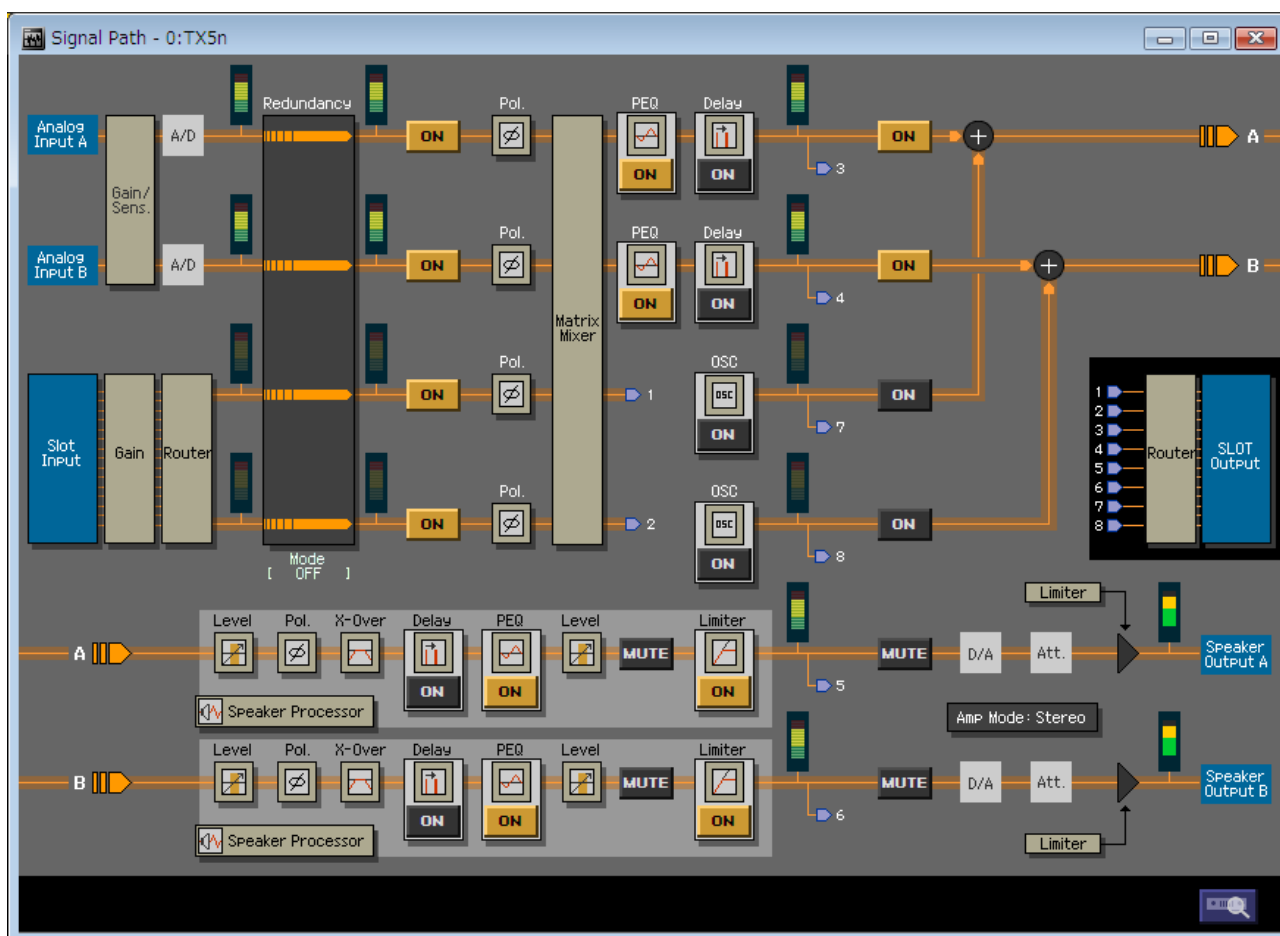 Signal Path - 0:TX5n
Redundancy
Pol.
PEQ
Delay
Analog
Input A
A/D
ON
ON
A
Gain/
Sens.
ON
ON
3
Pol.
PEQ
Delay
Analog
Input B
A/D
ON
ON
B
ON
ON
4
Matrix
Mixer
Pol.
OSC
Slot
Input
Gain
Router
ON
1
OSC
ON
ON
7
1
2
3
4
5
6
7
8
Router
SLOT
Output
Pol.
OSC
ON
2
OSC
ON
ON
8
Mode
[ OFF ]
Limiter
Level
Pol.
X-Over
Delay
PEQ
Level
Limiter
A
MUTE
MUTE
D/A
Att.
Speaker
Output A
ON
ON
ON
5
Speaker Processor
Amp Mode: Stereo
Level
Pol.
X-Over
Delay
PEQ
Level
Limiter
B
MUTE
MUTE
D/A
Att.
Speaker
Output B
ON
ON
ON
6
Speaker Processor
Limiter